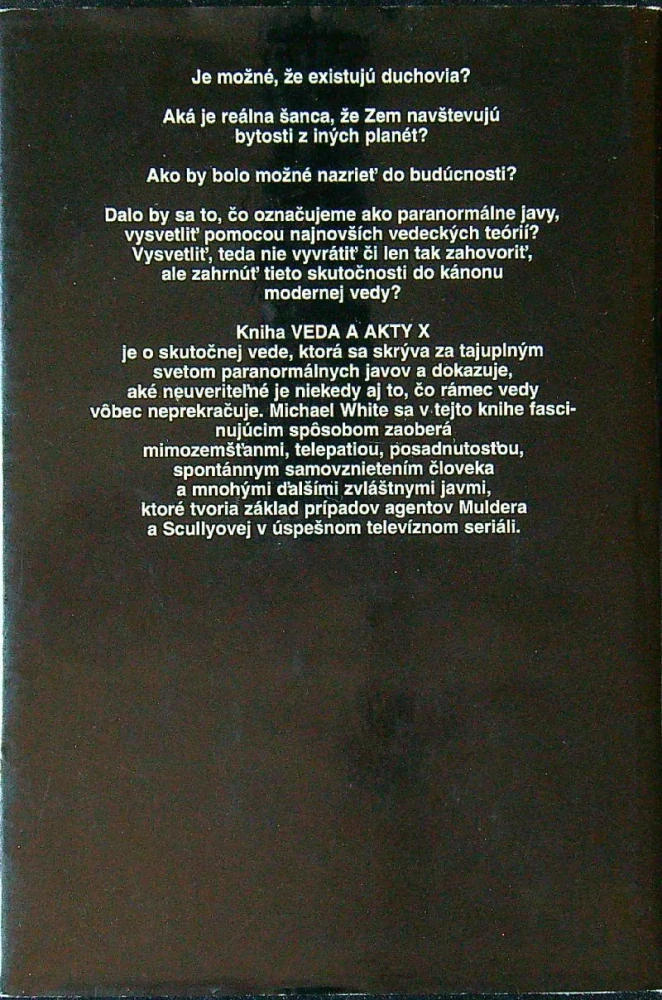 Je možné, že existujú duchovia?
Aká je reálna šanca, že Zem navštevujú
bytosti z iných planét?
Ako by bolo možné nazrieť do budúcnosti?
Dalo by sa to, čo označujeme ako paranormálne javy,
vysvetliť pomocou najnovších vedeckých teórií?
Vysvetliť, teda nie vyvrátiť či len tak zahovoriť,
ale zahrnúť tieto skutočnosti do kánonu
modernej vedy?
Kniha VEDA A AKTY X
je o skutočnej vede, ktorá sa skrýva za tajuplným
svetom paranormálnych javov a dokazuje,
aké neuveriteľné je niekedy aj to, čo rámec vedy
vôbec neprekračuje. Michael White sa v tejto knihe fasci-
nujúcim spôsobom zaoberá
mimozemšťanmi, telepatiou, posadnutosťou,
spontánnym samovznietením človeka
a mnohými ďalšími zvláštnymi javmi,
ktoré tvoria základ prípadov agentov Muldera
a Scullyovej v úspešnom televíznom seriáli.